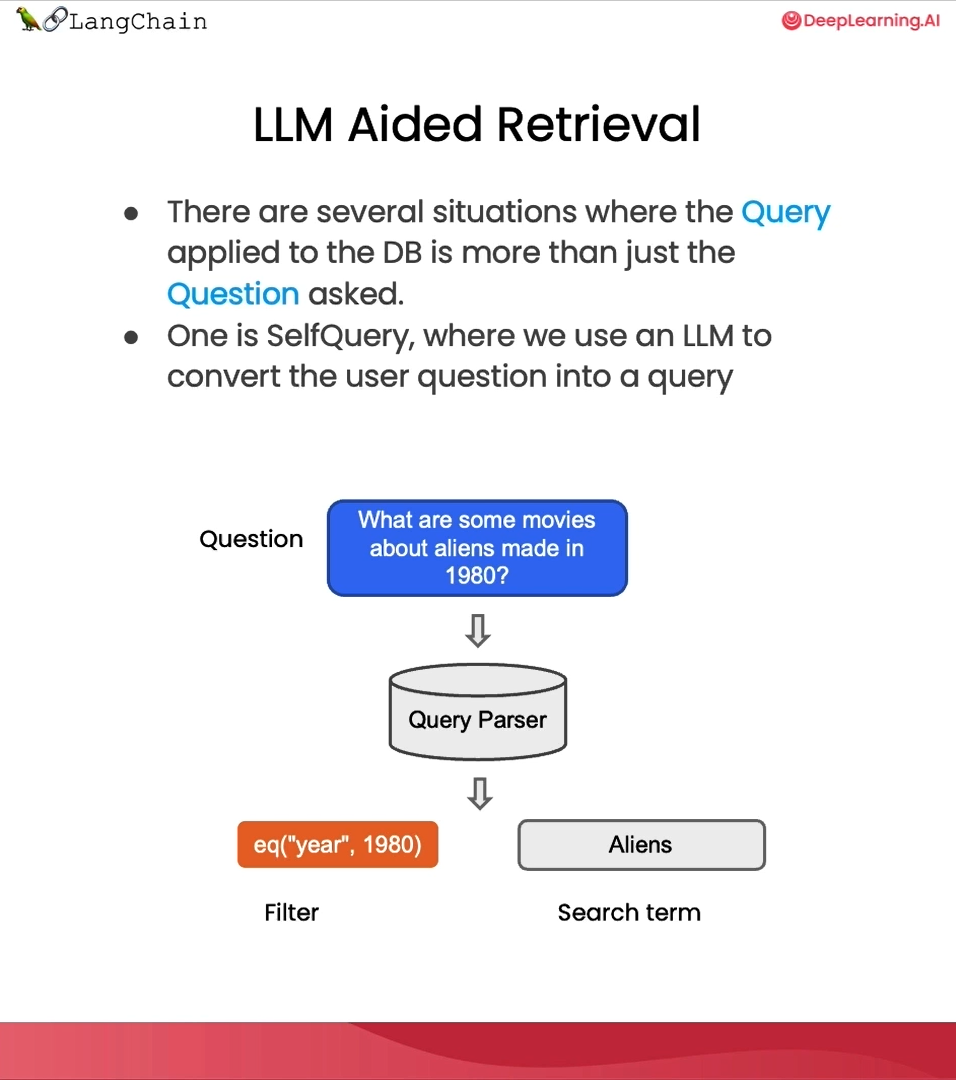 LangChain
DeepLearning.AI
LLM Aided Retrieval
● There are several situations where the Query
applied to the DB is more than just the
Question asked.
● One is SelfQuery, where we use an LLM to
convert the user question into a query
Question
What are some movies
about aliens made in
1980?
Query Parser
eq("year", 1980)
Aliens
Filter
Search term